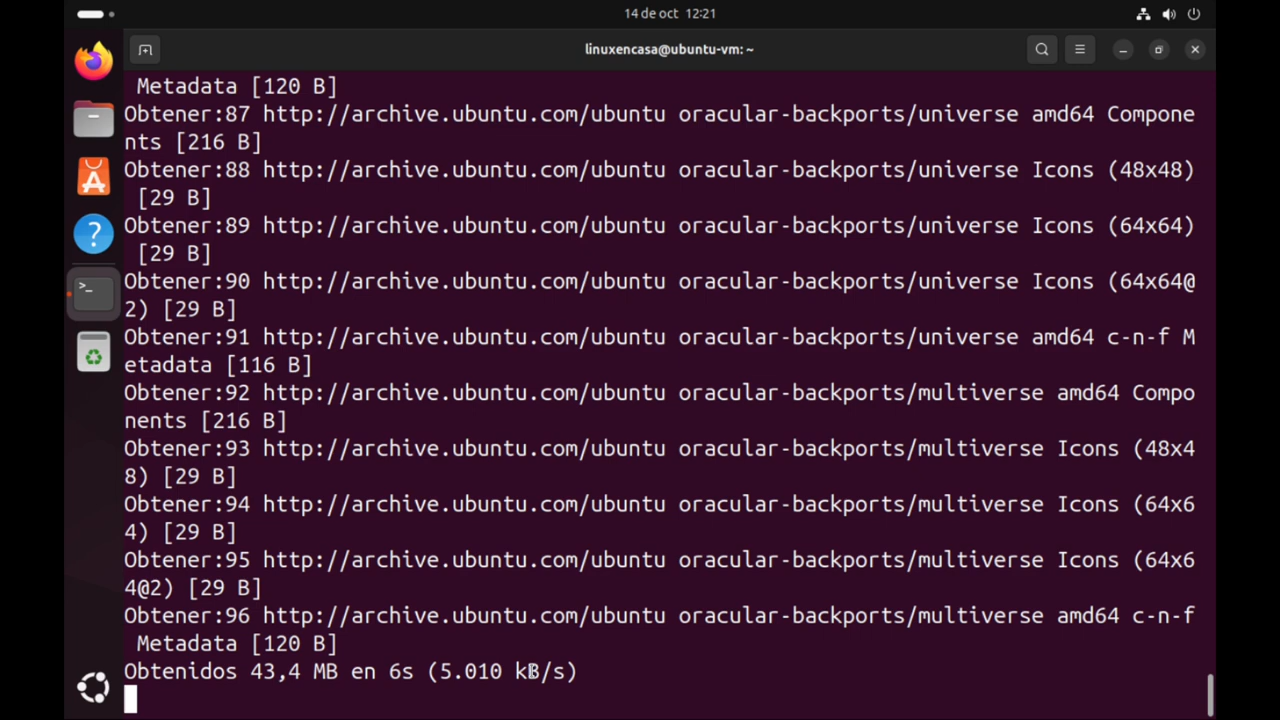 14 de oct 12:21
linuxencasa@ubuntu-vm: ~
Metadata [120 B]
Obtener:87 http://archive.ubuntu.com/ubuntu oracular-backports/universe amd64 Compone
nts [216 B]
Obtener:88 http://archive.ubuntu.com/ubuntu oracular-backports/universe Icons (48x48)
[29 B]
Obtener:89 http://archive.ubuntu.com/ubuntu oracular-backports/universe Icons (64x64)
[29 B]
Obtener:90 http://archive.ubuntu.com/ubuntu oracular-backports/universe Icons (64x64@
2) [29 B]
Obtener:91 http://archive.ubuntu.com/ubuntu oracular-backports/universe amd64 c-n-f M
etadata [116 B]
Obtener:92 http://archive.ubuntu.com/ubuntu oracular-backports/multiverse amd64 Compo
nents [216 B]
Obtener:93 http://archive.ubuntu.com/ubuntu oracular-backports/multiverse Icons (48x4
8) [29 B]
Obtener:94 http://archive.ubuntu.com/ubuntu oracular-backports/multiverse Icons (64x6
4) [29 B]
Obtener:95 http://archive.ubuntu.com/ubuntu oracular-backports/multiverse Icons (64x6
4@2) [29 B]
Obtener:96 http://archive.ubuntu.com/ubuntu oracular-backports/multiverse amd64 c-n-f
Metadata [120 B]
Obtenidos 43,4 MB en 6s (5.010 kB/s)